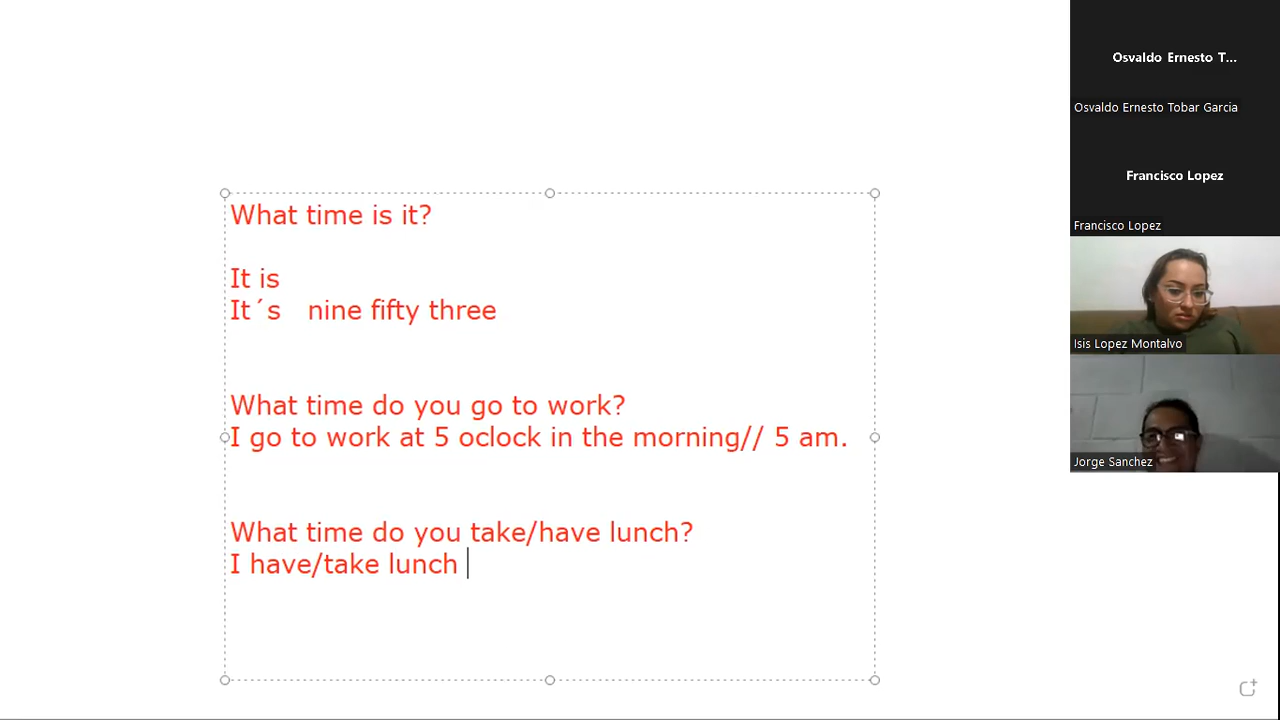 What time is it?
It is
It´s nine fifty three
What time do you go to work?
I go to work at 5 oclock in the morning// 5 am.
What time do you take/have lunch?
I have/take lunch
Osvaldo Ernesto T...
Osvaldo Ernesto Tobar Garcia
Francisco Lopez
Francisco Lopez
Isis Lopez Montalvo
Jorge Sanchez